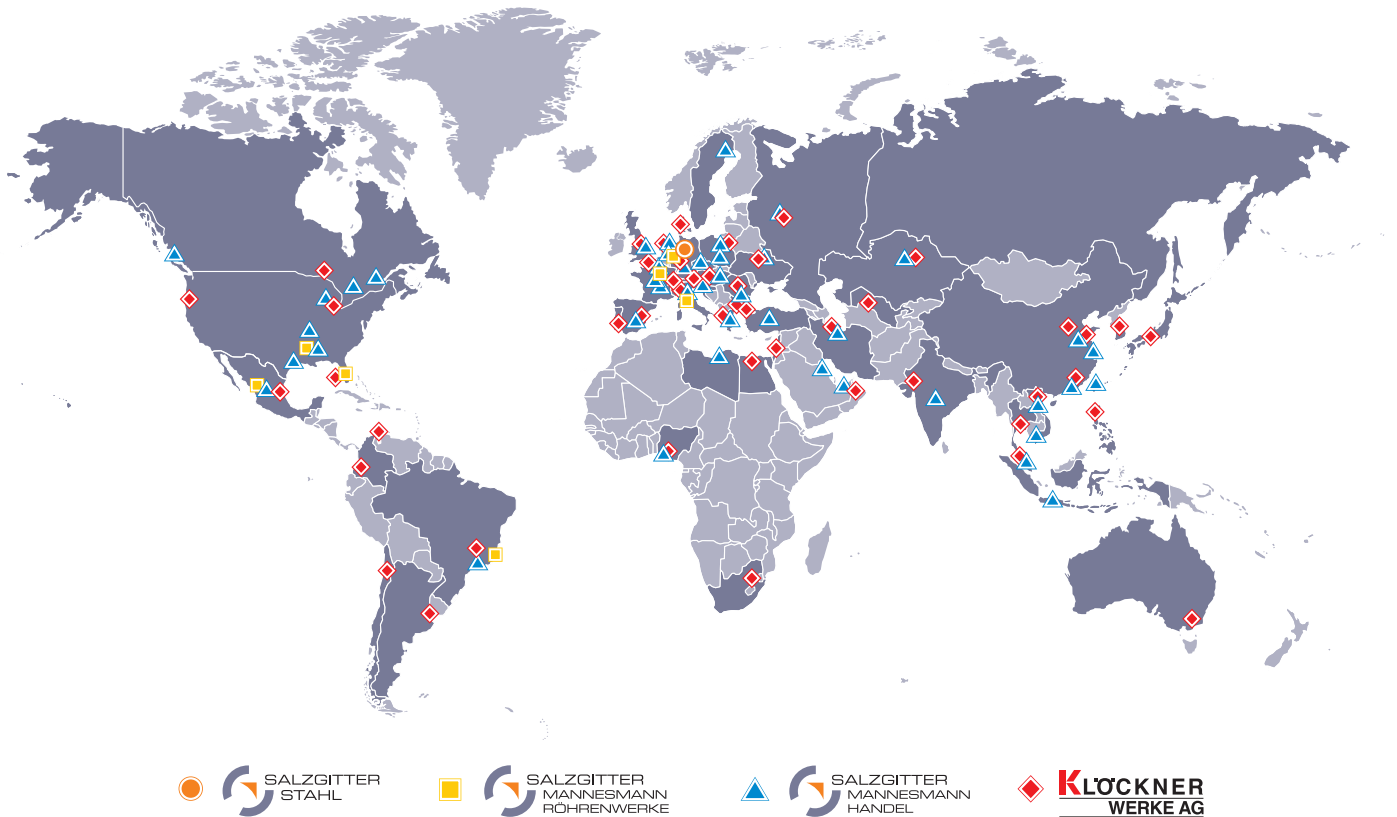 SALZGITTER
STAHL
SALZGITTER
MANNESMANN
RÖHRENWERKE
SALZGITTER
MANNESMANN
HANDEL
KLÖCKNER
WERKE AG